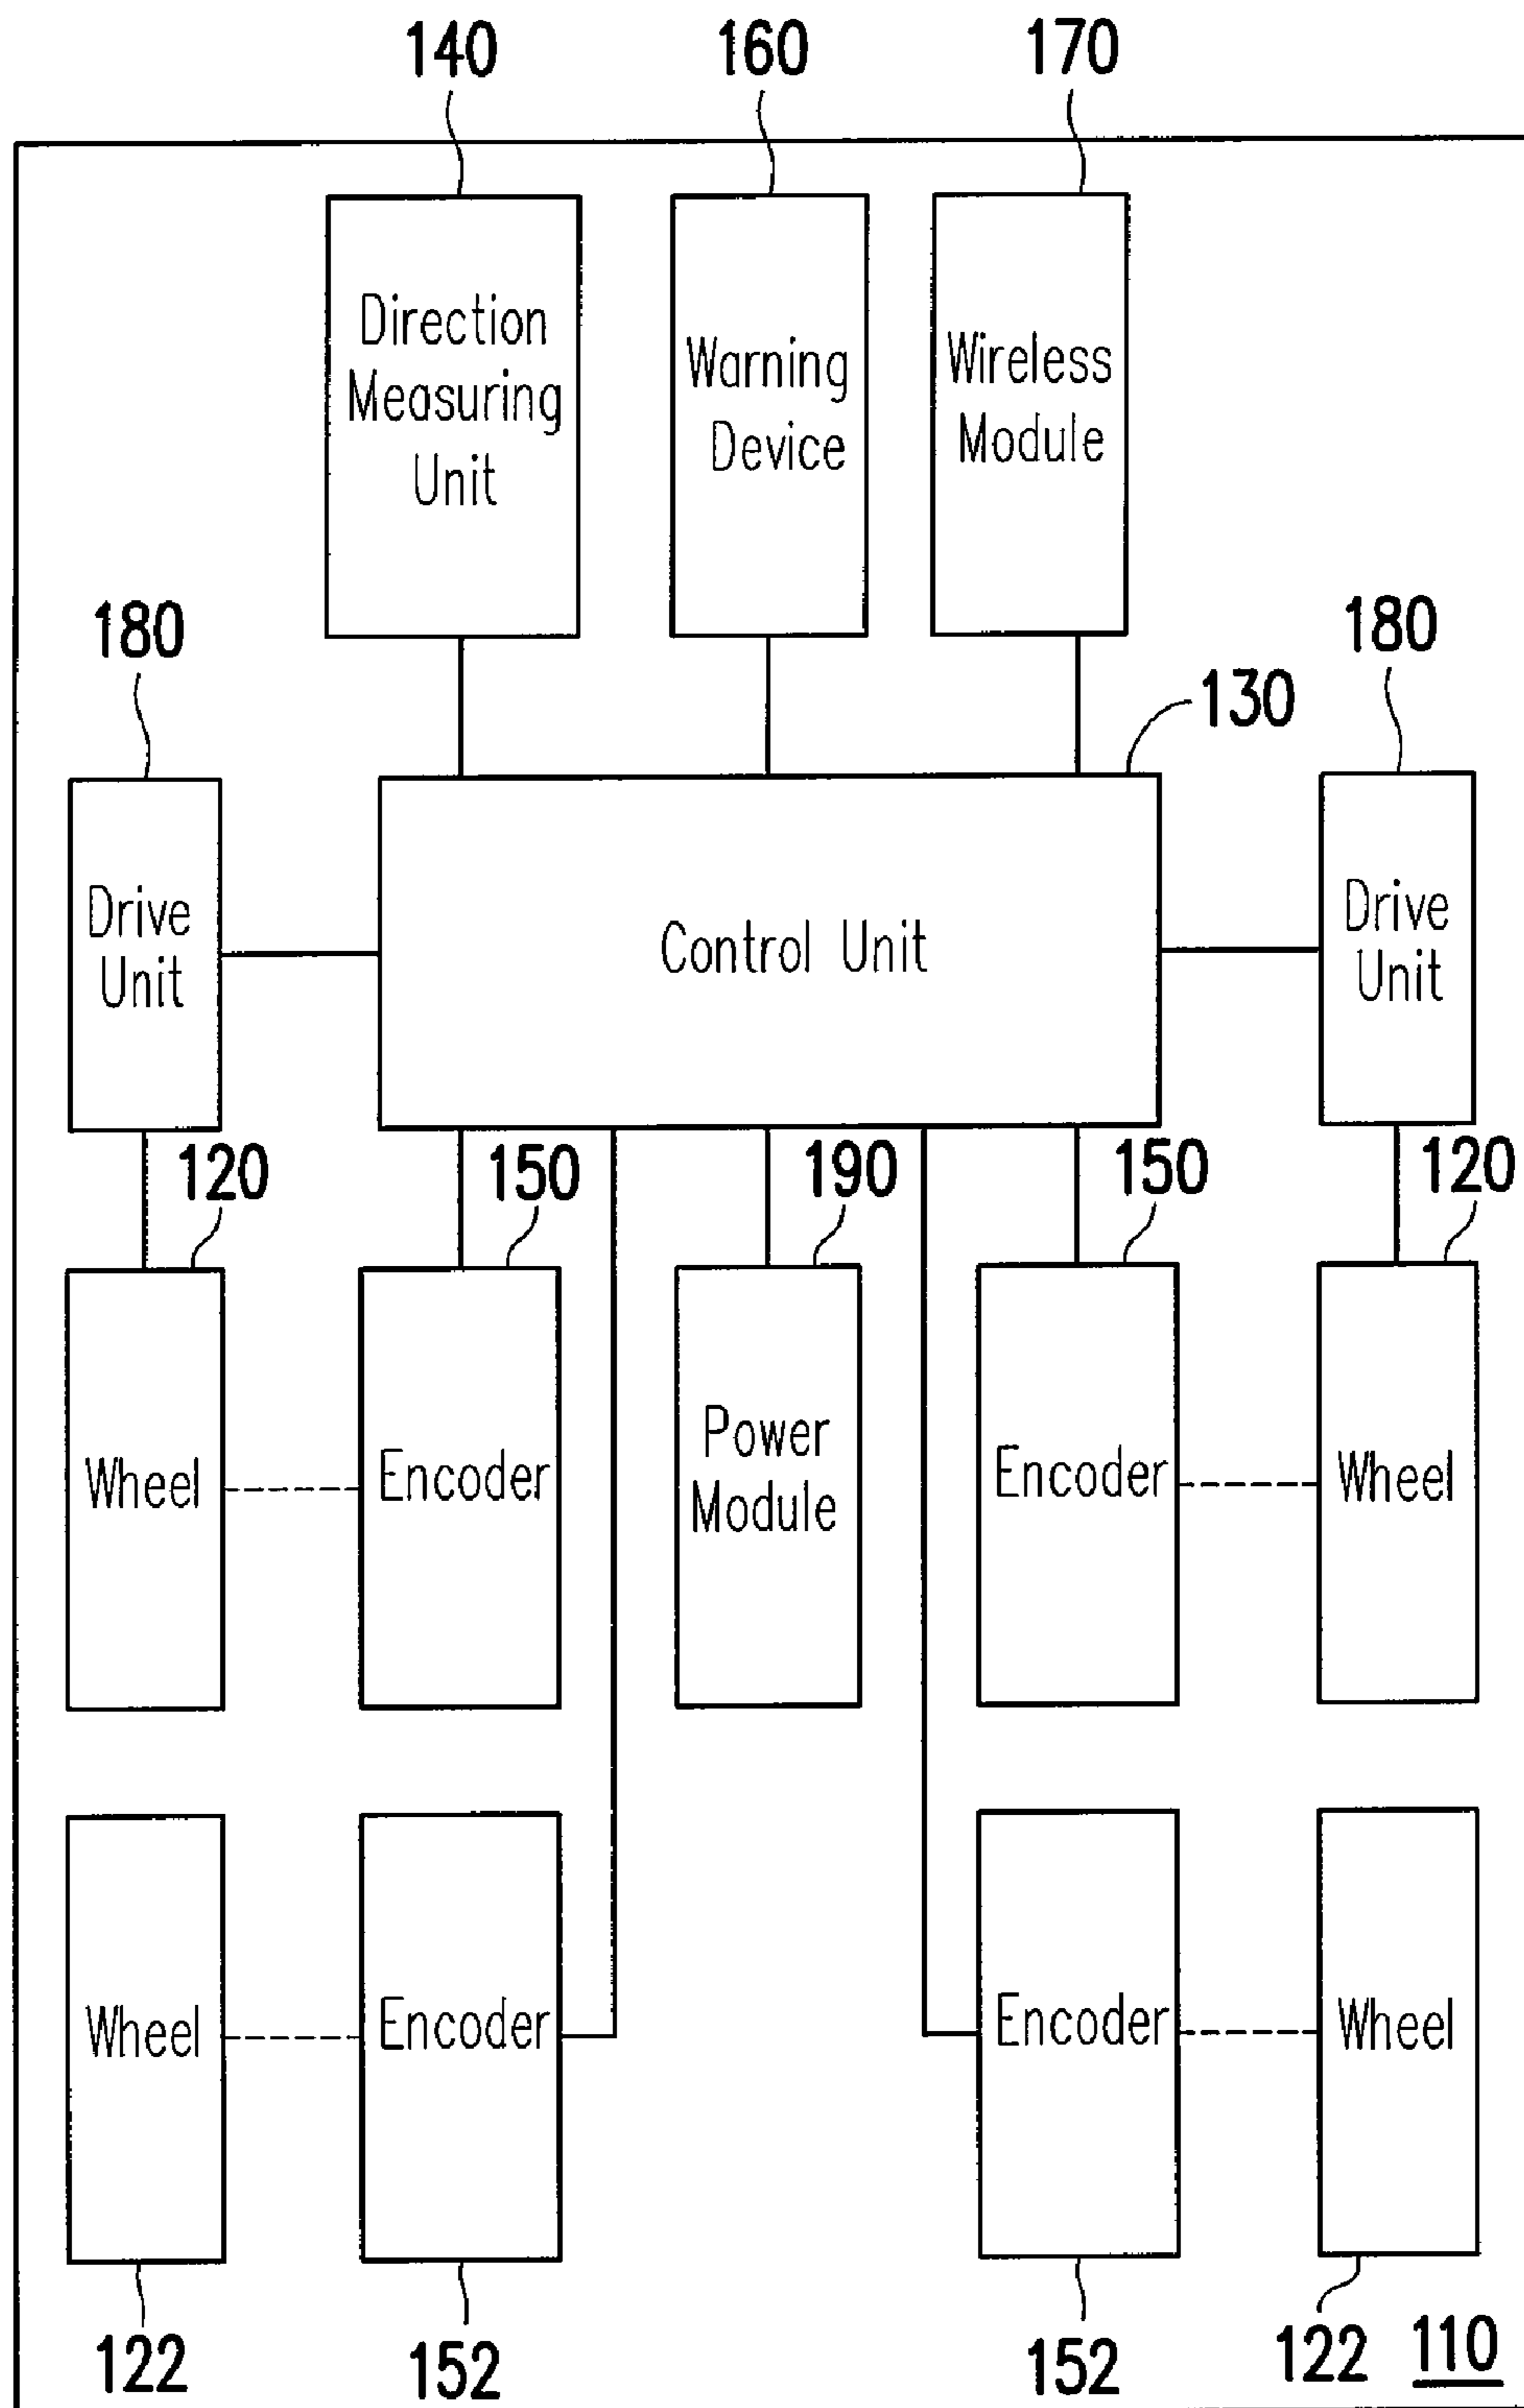 140
160
170
Direction
Measuring
Unit
Warning
Device
Wireless
Module
180
130
180
Drive
Unit
Control Unit
Drive
Unit
120
150
190
150
120
Wheel
Encoder
Power
Module
Encoder
Wheel
Wheel
Encoder
Encoder
Wheel
122
152
152
122
110